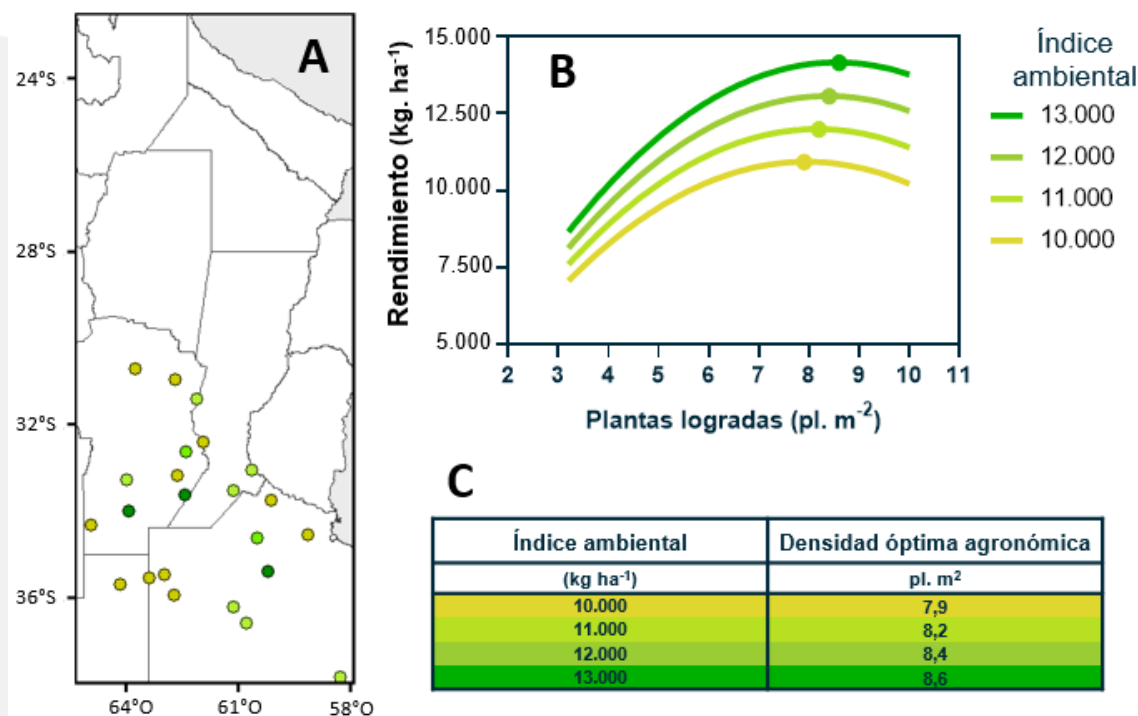 A
24°S
28°S
32°S
36°S
64°O
61°O
58°O
B
Rendimiento (kg. ha⁻¹)
15.000
12.500
10.000
7.500
5.000
2 3 4 5 6 7 8 9 10 11
Plantas logradas (pl. m⁻²)
Índice
ambiental
13.000
12.000
11.000
10.000
C
Índice ambiental Densidad óptima agronómica
(kg ha⁻¹) pl. m²
10.000 7,9
11.000 8,2
12.000 8,4
13.000 8,6